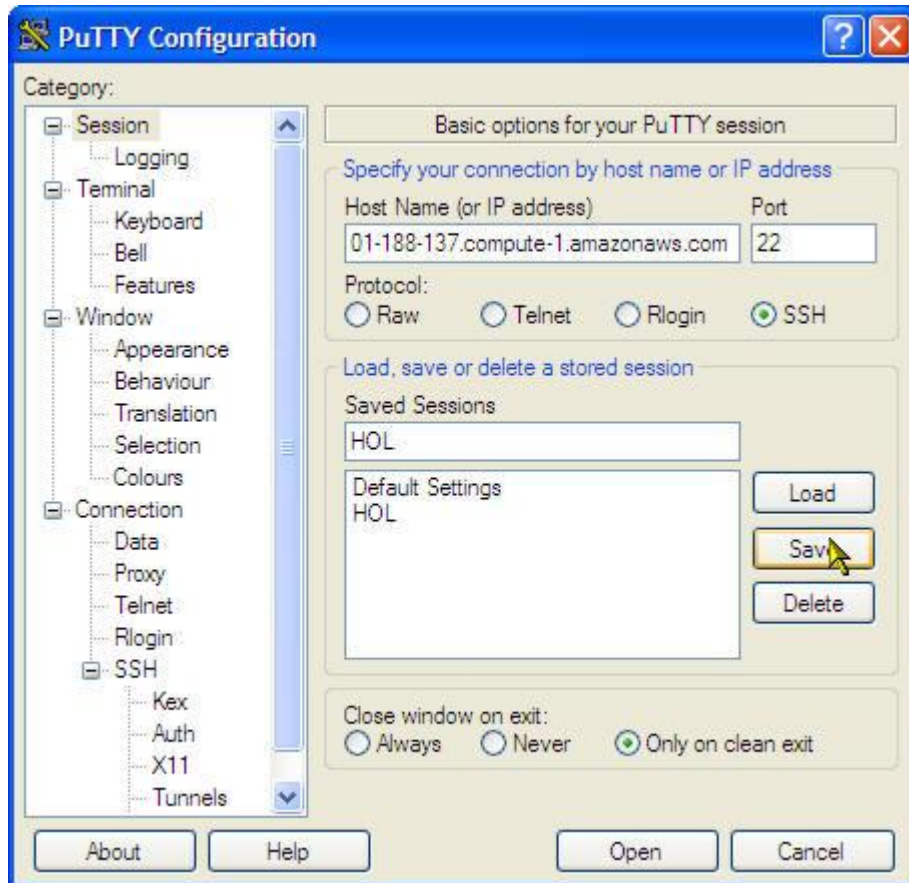 PuTTY Configuration
Category:
Session
Logging
Terminal
Keyboard
Bell
Features
Window
Appearance
Behaviour
Translation
Selection
Colours
Connection
Data
Proxy
Telnet
Rlogin
SSH
Kex
Auth
X11
Tunnels
Basic options for your PuTTY session
Specify your connection by host name or IP address
Host Name (or IP address) Port
01-188-137.compute-1.amazonaws.com 22
Protocol:
Raw Telnet Rlogin SSH
Load, save or delete a stored session
Saved Sessions
HOL
Default Settings
HOL
Load
Save
Delete
Close window on exit:
Always Never Only on clean exit
About Help Open Cancel